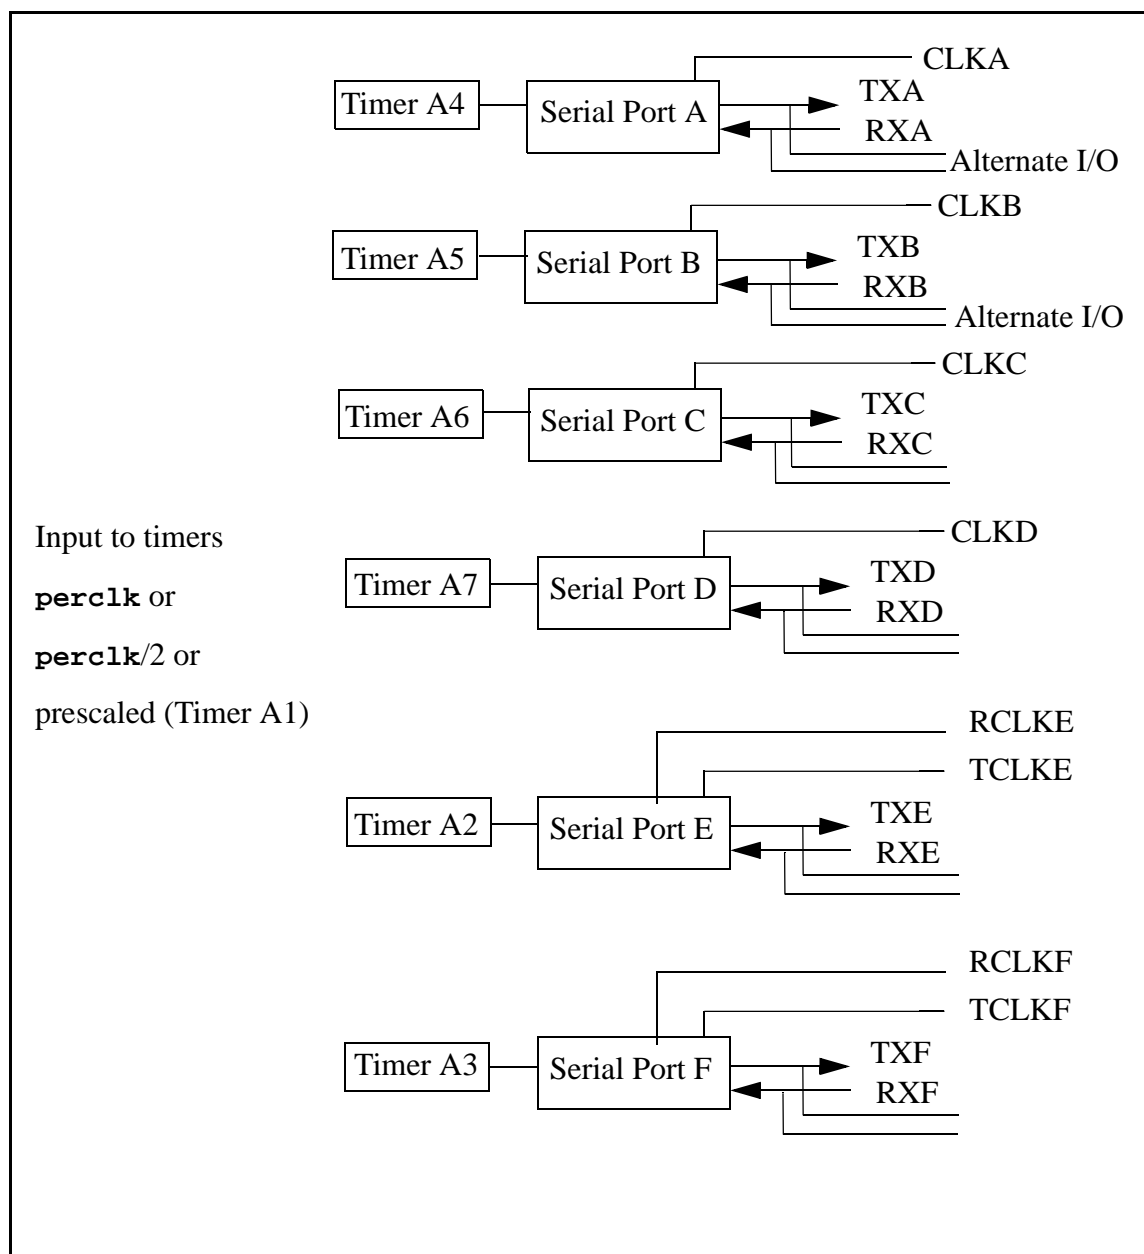 CLKA
Timer A4
Serial Port A
TXA
RXA
Alternate I/O
CLKB
Timer A5
Serial Port B
TXB
RXB
Alternate I/O
CLKC
Timer A6
Serial Port C
TXC
RXC
Input to timers
perclk or
perclk/2 or
prescaled (Timer A1)
CLKD
Timer A7
Serial Port D
TXD
RXD
RCLKE
TCLKE
Timer A2
Serial Port E
TXE
RXE
RCLKF
TCLKF
Timer A3
Serial Port F
TXF
RXF